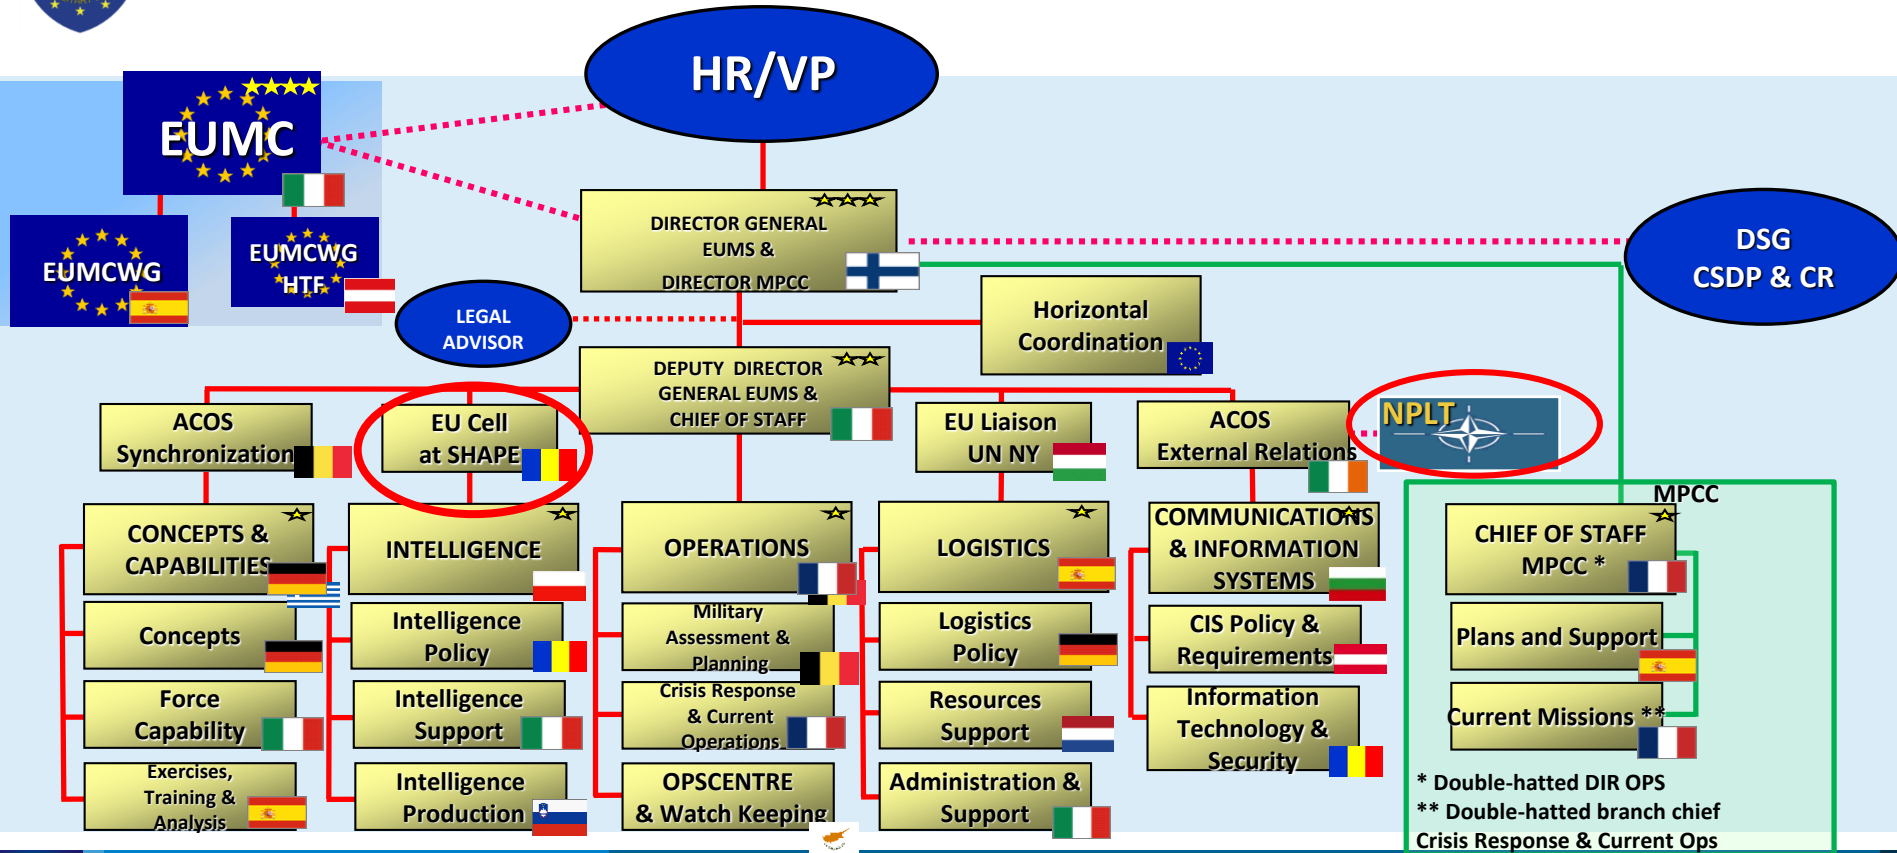 HR/VP
EUMC
EUMCWG
EUMCWG
HTF
DIRECTOR GENERAL
EUMS &
DIRECTOR MPCC
DSG
CSDP & CR
LEGAL
ADVISOR
Horizontal
Coordination
DEPUTY DIRECTOR
GENERAL EUMS &
CHIEF OF STAFF
ACOS
Synchronization
EU Cell
at SHAPE
EU Liaison
UN NY
ACOS
External Relations
NPLT
CONCEPTS &
CAPABILITIES
Concepts
Force
Capability
Exercises,
Training &
Analysis
INTELLIGENCE
Intelligence
Policy
Intelligence
Support
Intelligence
Production
OPERATIONS
Military
Assessment &
Planning
Crisis Response
& Current
Operations
OPSCENTRE
& Watch Keeping
LOGISTICS
Logistics
Policy
Resources
Support
Administration &
Support
COMMUNICATIONS
& INFORMATION
SYSTEMS
CIS Policy &
Requirements
Information
Technology &
Security
MPCC
CHIEF OF STAFF
MPCC *
Plans and Support
Current Missions **
* Double-hatted DIR OPS
** Double-hatted branch chief
Crisis Response & Current Ops